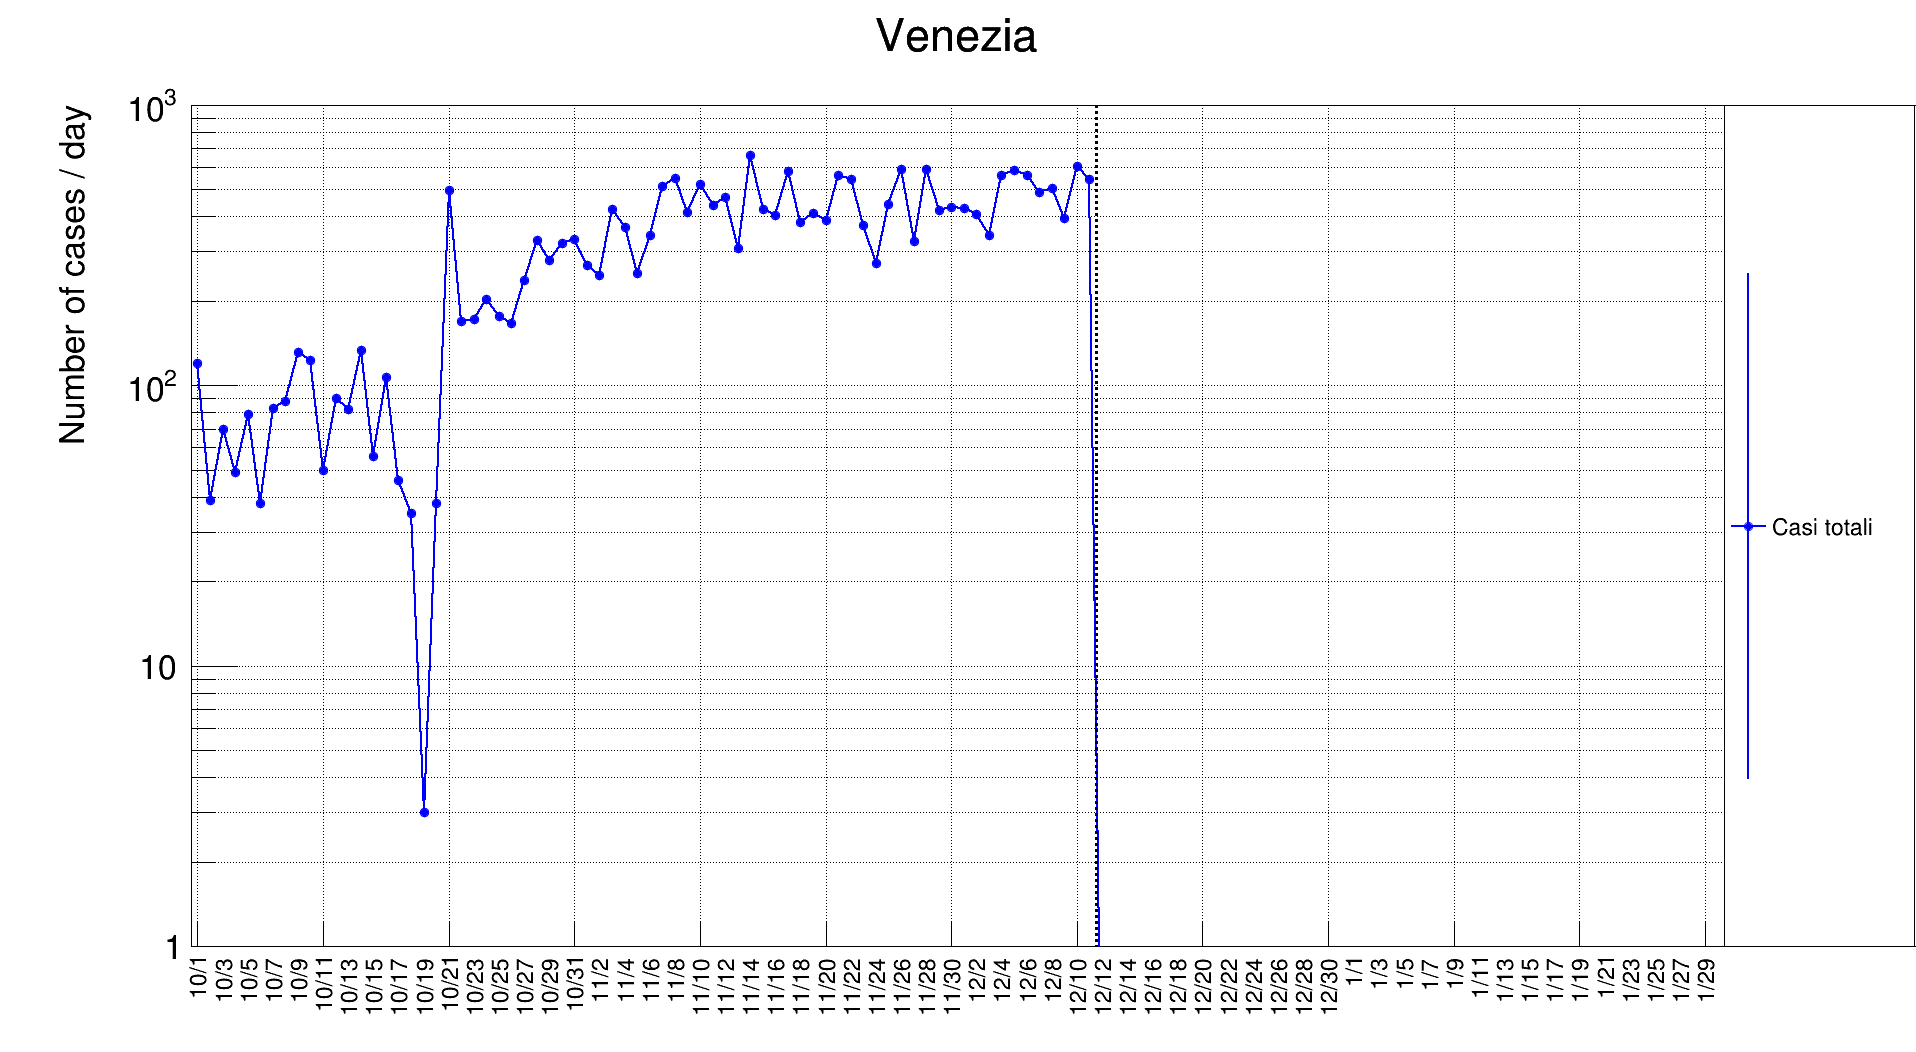 Venezia
Number of cases / day
10³
10²
10
1
10/1 10/3 10/5 10/7 10/9 10/11 10/13 10/15 10/17 10/19 10/21 10/23 10/25 10/27 10/29 10/31 11/2 11/4 11/6 11/8 11/10 11/12 11/14 11/16 11/18 11/20 11/22 11/24 11/26 11/28 11/30 12/2 12/4 12/6 12/8 12/10 12/12 12/14 12/16 12/18 12/20 12/22 12/24 12/26 12/28 12/30 1/1 1/3 1/5 1/7 1/9 1/11 1/13 1/15 1/17 1/19 1/21 1/23 1/25 1/27 1/29
Casi totali